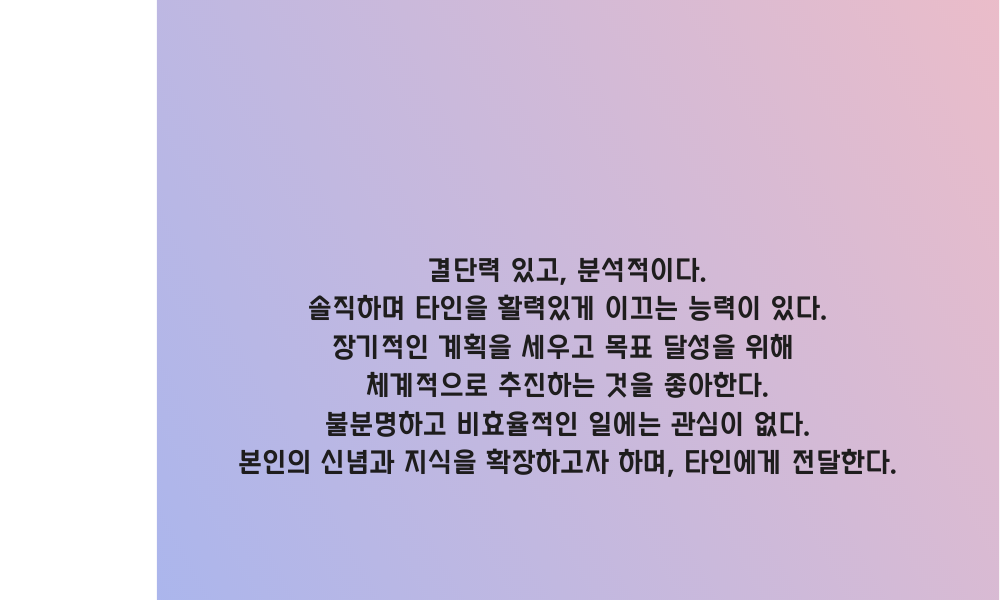 결단력 있고, 분석적이다.
솔직하며 타인을 활력있게 이끄는 능력이 있다.
장기적인 계획을 세우고 목표 달성을 위해
체계적으로 추진하는 것을 좋아한다.
불분명하고 비효율적인 일에는 관심이 없다.
본인의 신념과 지식을 확장하고자 하며, 타인에게 전달한다.